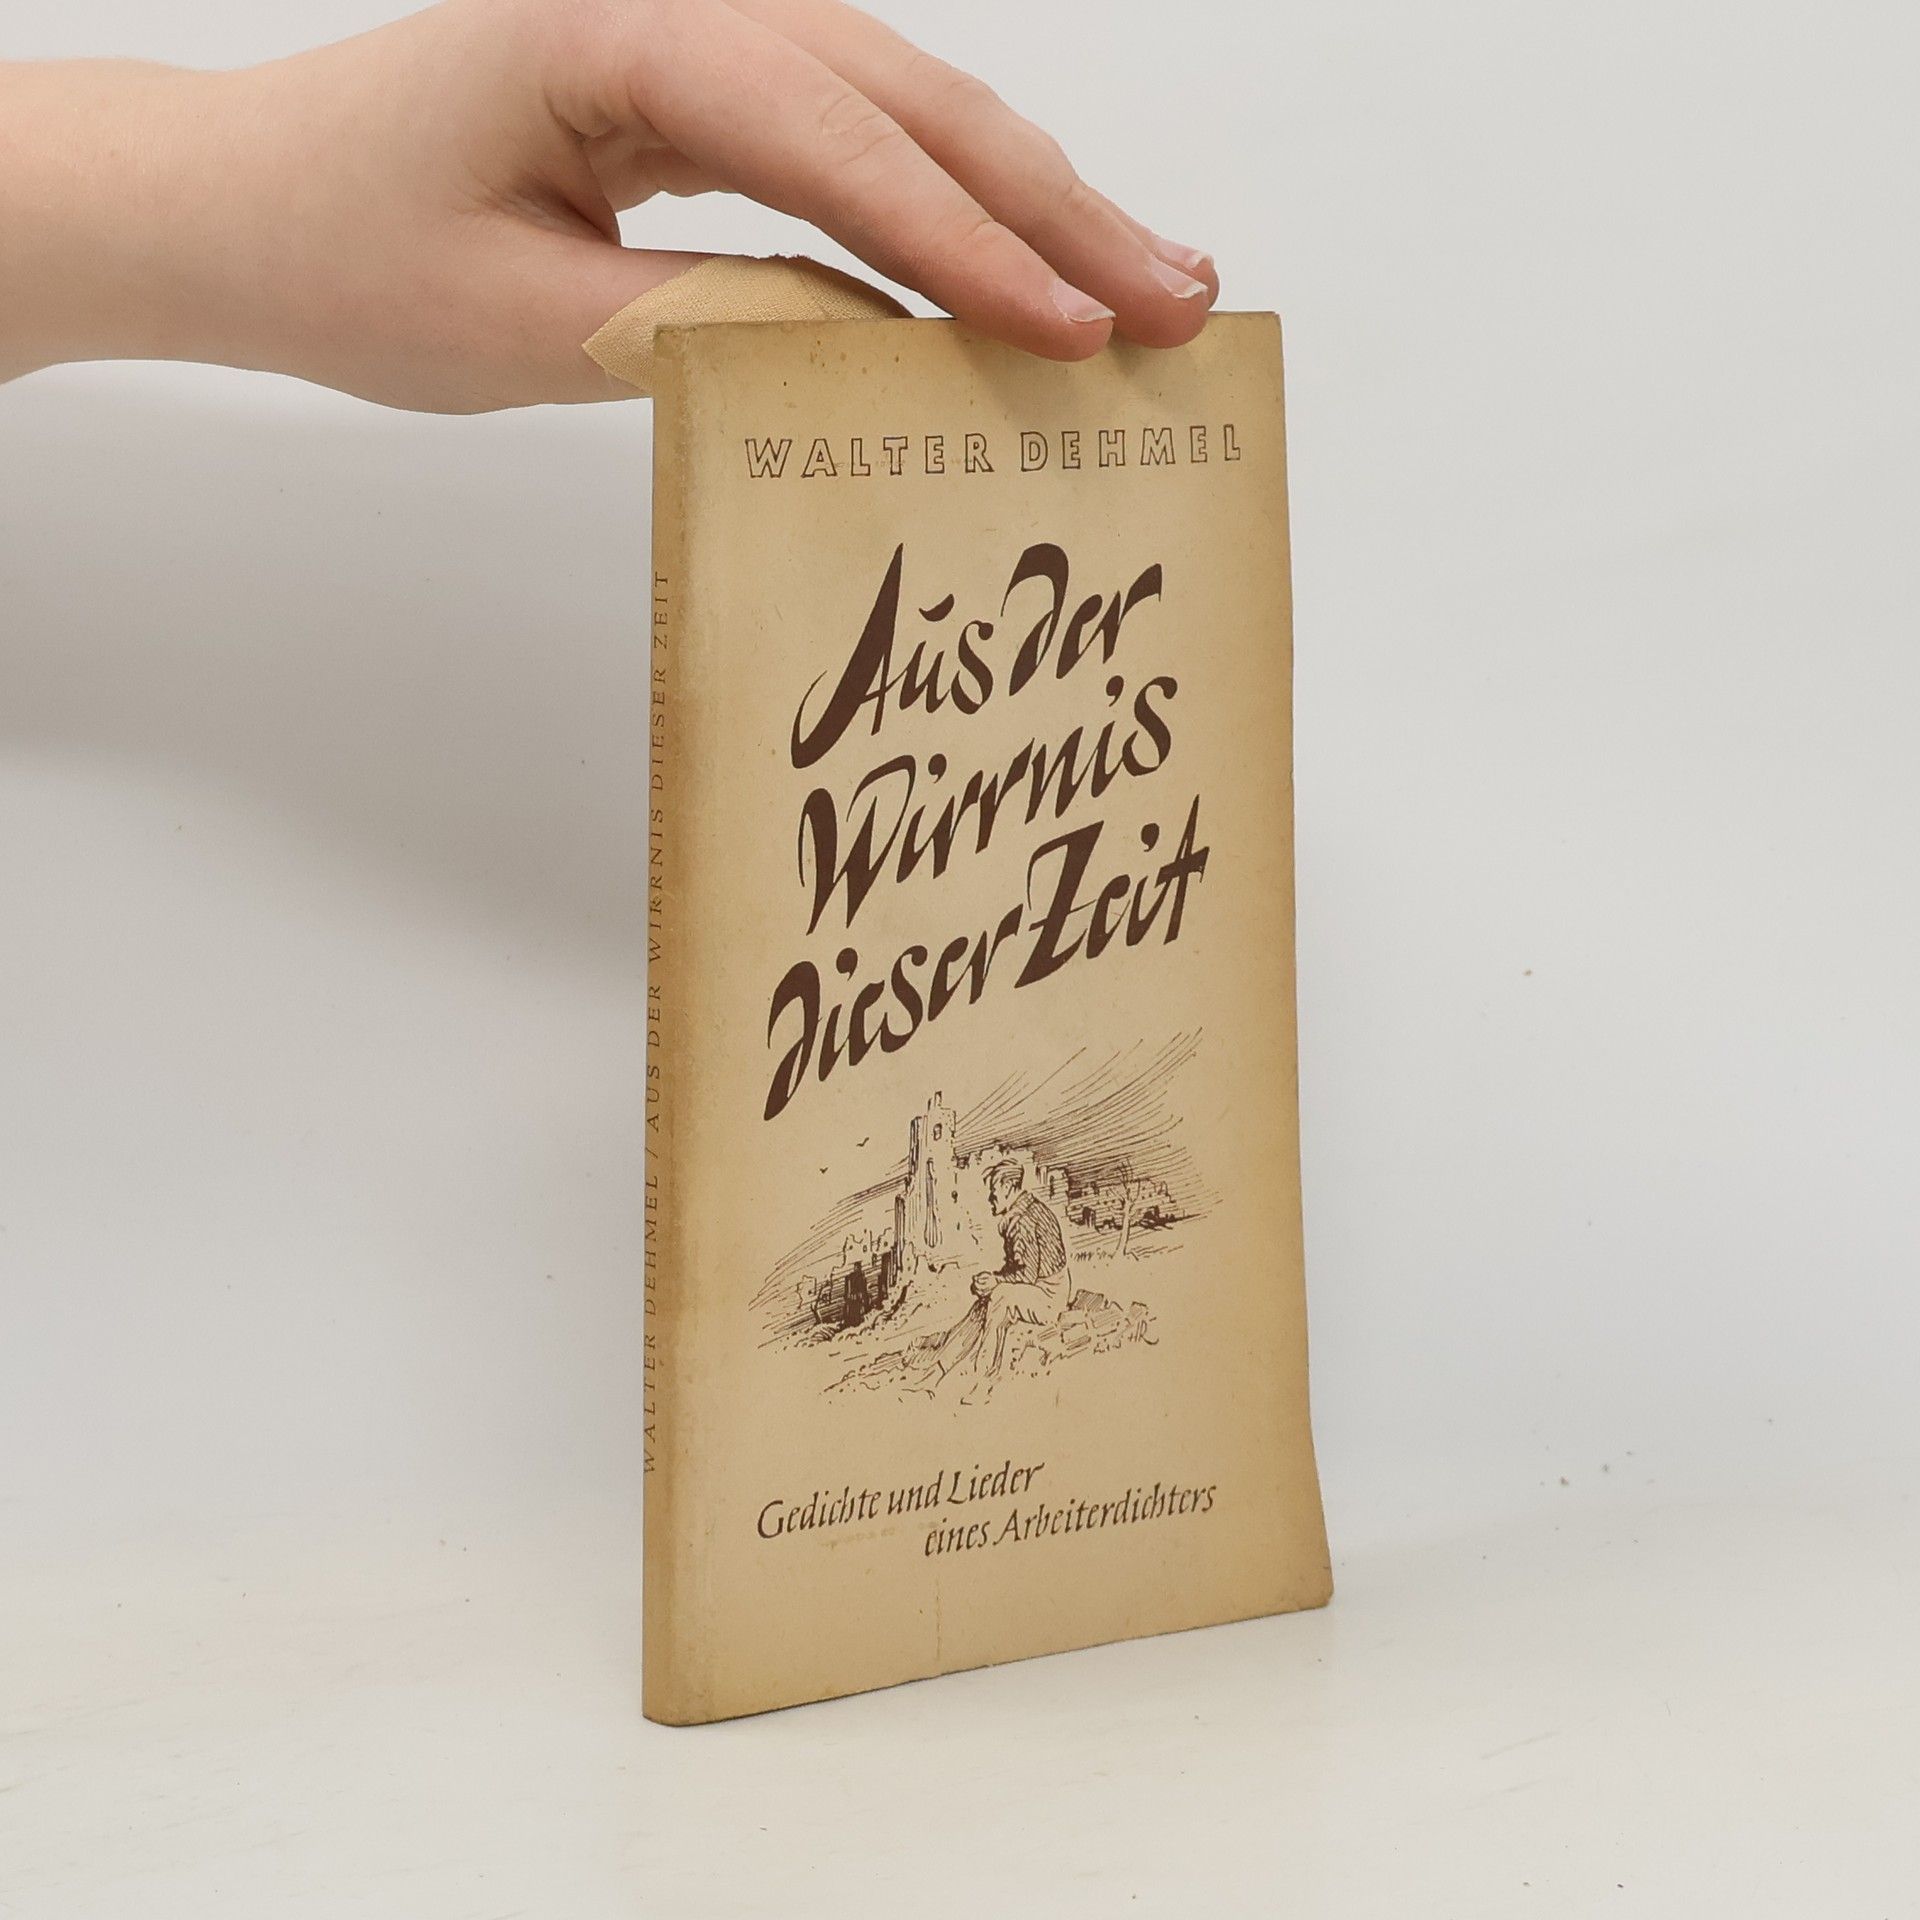 WALTER DEHMEL
Aus der
Wirrnis
dieser Zeit
HR
Gedichte und Lieder
eines Arbeiterdichters
WALTER DEHMEL / AUS DER WIRRNIS DIESER ZEIT